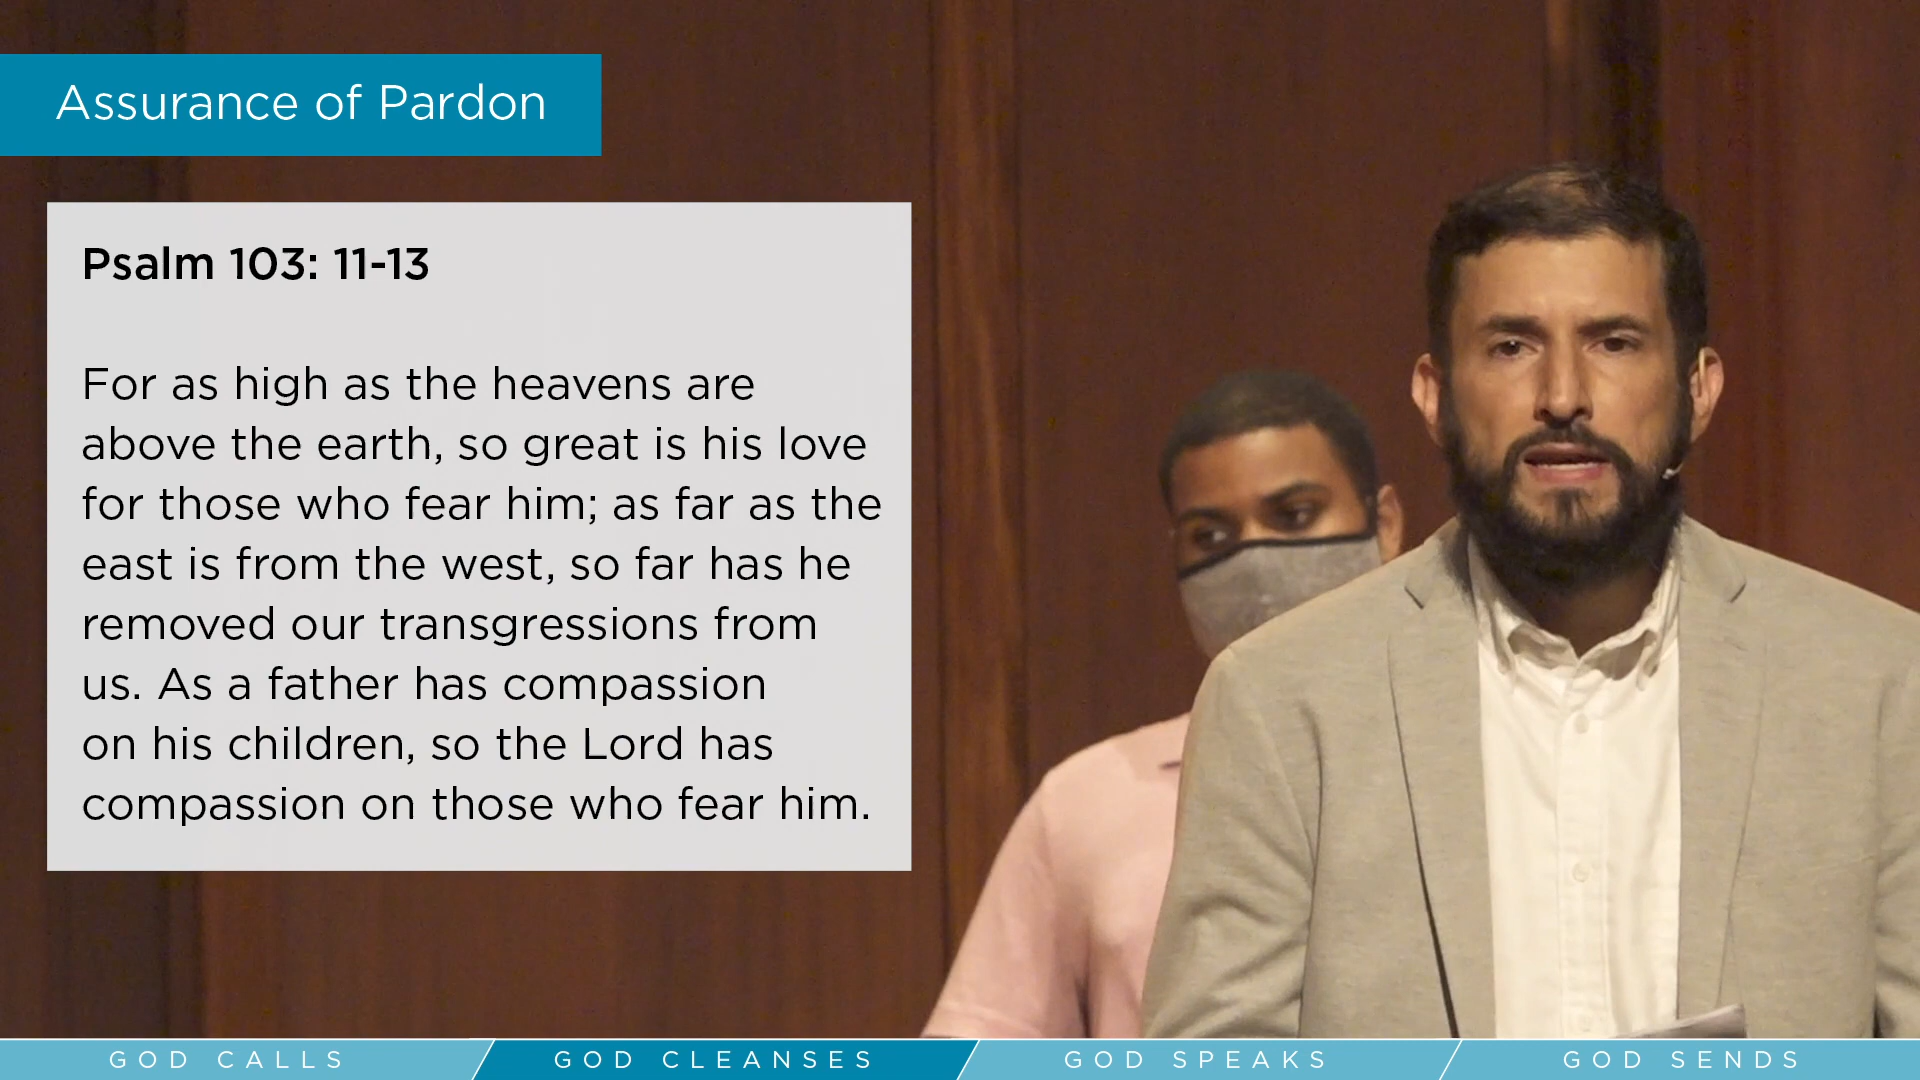 Assurance of Pardon
Psalm 103: 11-13
For as high as the heavens are
above the earth, so great is his love
for those who fear him; as far as the
east is from the west, so far has he
removed our transgressions from
us. As a father has compassion
on his children, so the Lord has
compassion on those who fear him.
GOD CALLS
GOD CLEANSES
GOD SPEAKS
GOD SENDS